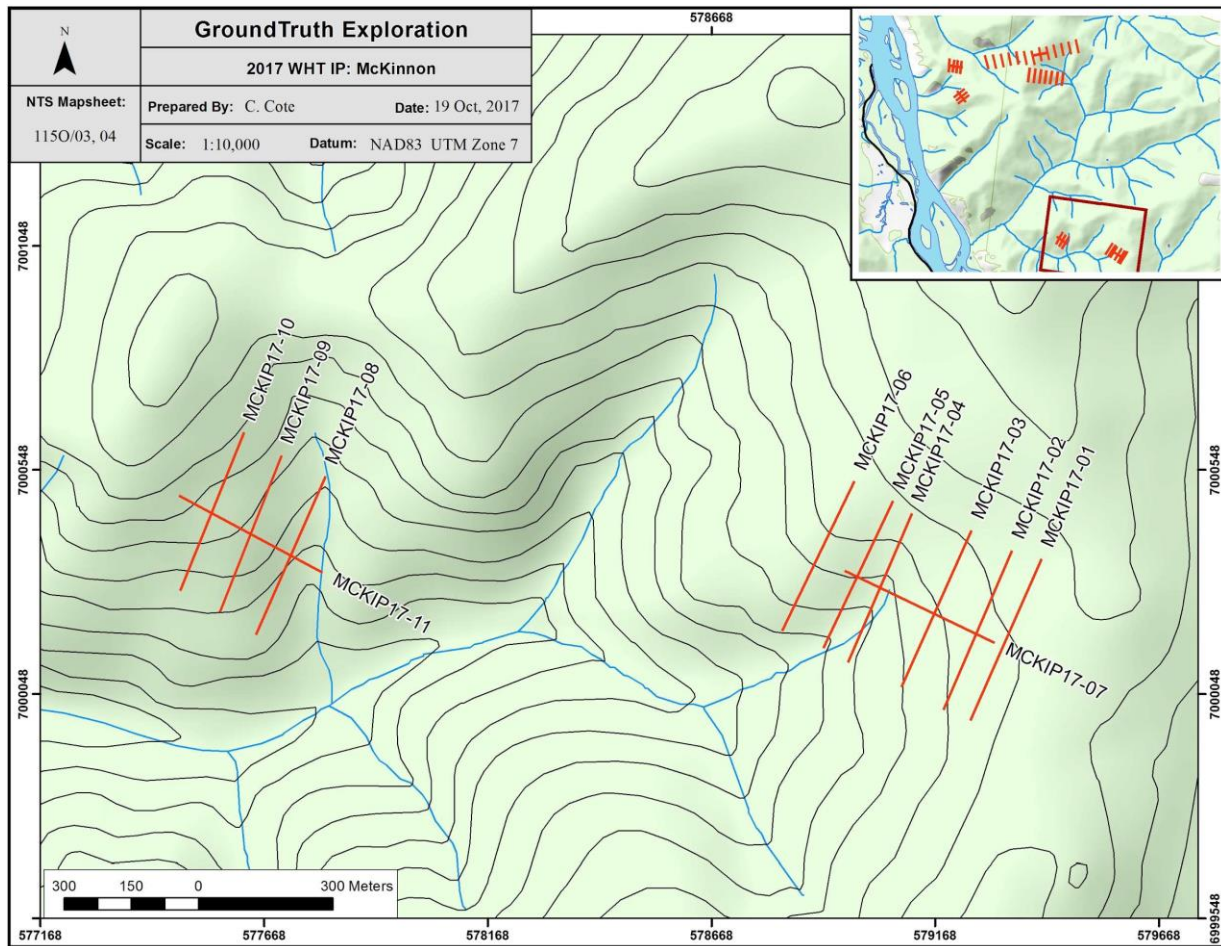 578668
N
GroundTruth Exploration
2017 WHT IP: McKinnon
NTS Mapsheet:
115O/03, 04
Prepared By: C. Cote
Date: 19 Oct, 2017
Scale: 1:10,000
Datum: NAD83 UTM Zone 7
7001048
7001048
7000548
7000548
7000048
7000048
6999548
MCKIP17-10
MCKIP17-09
MCKIP17-08
MCKIP17-11
MCKIP17-06
MCKIP17-05
MCKIP17-04
MCKIP17-03
MCKIP17-02
MCKIP17-01
MCKIP17-07
300 150 0 300 Meters
577168
577668
578168
578668
579168
579668